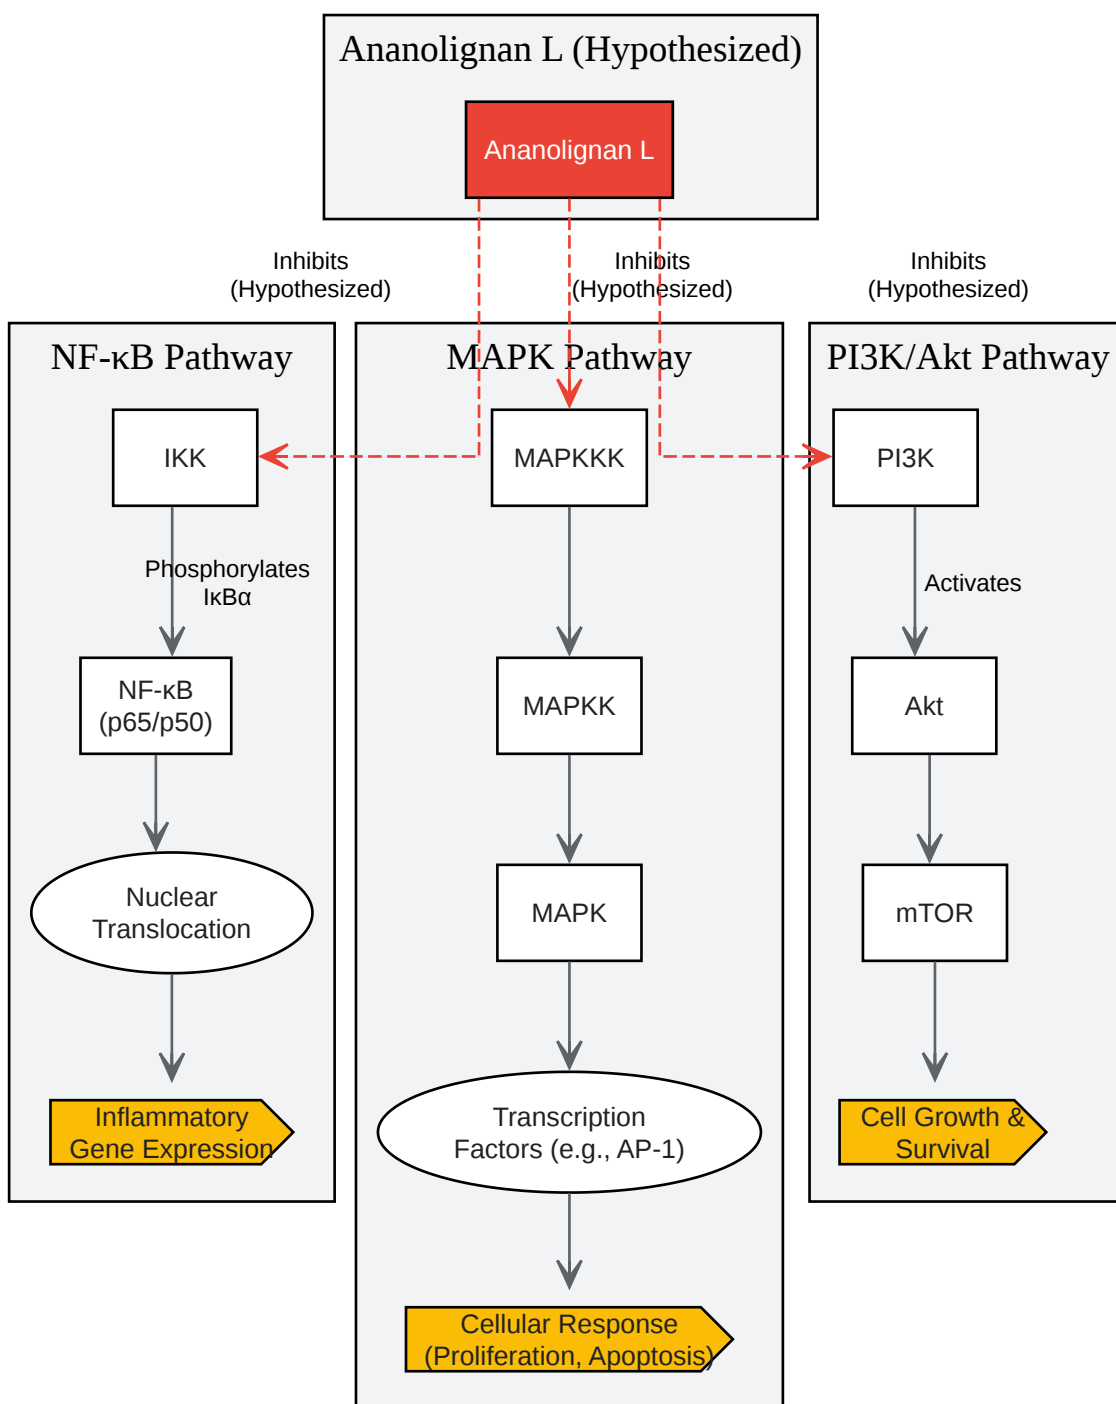 Ananolignan L (Hypothesized)
Ananolignan L
Inhibits
(Hypothesized)
Inhibits
(Hypothesized)
Inhibits
(Hypothesized)
NF-κB Pathway
IKK
Phosphorylates
IκBα
NF-κB
(p65/p50)
Nuclear
Translocation
Inflammatory
Gene Expression
MAPK Pathway
MAPKKK
MAPKK
MAPK
Transcription
Factors (e.g., AP-1)
Cellular Response
(Proliferation, Apoptosis)
PI3K/Akt Pathway
PI3K
Activates
Akt
mTOR
Cell Growth &
Survival